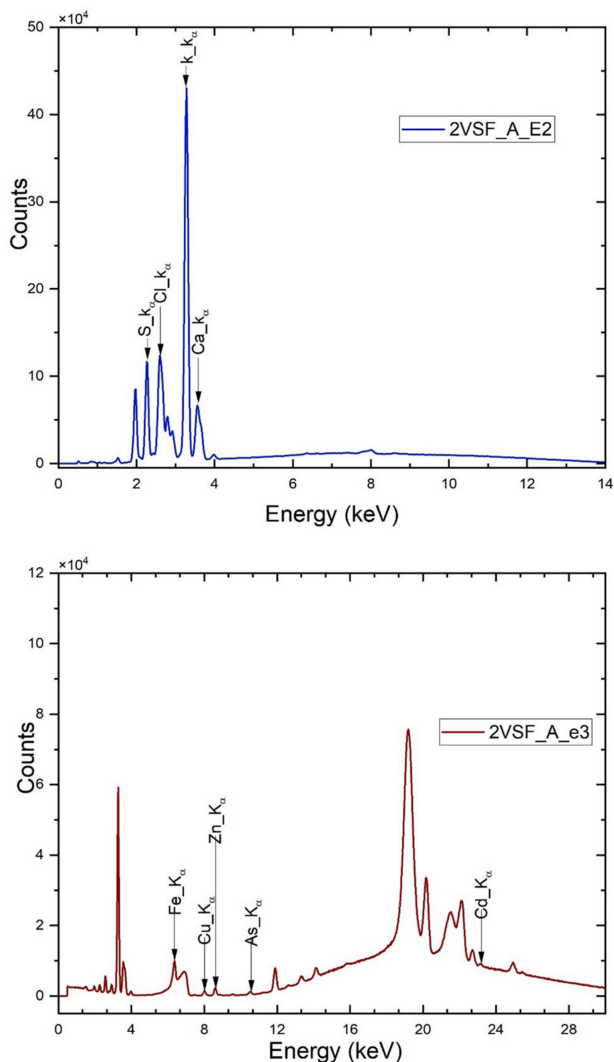 ×10⁴
50
40
30
20
10
0
Counts
k_kα
S_kα
Cl_kα
Ca_kα
2VSF_A_E2
0 2 4 6 8 10 12 14
Energy (keV)
×10⁴
12
10
8
6
4
2
0
Counts
Fe_Kα
Cu_Kα
Zn_Kα
As_Kα
Cd_Kα
2VSF_A_e3
0 4 8 12 16 20 24 28
Energy (keV)